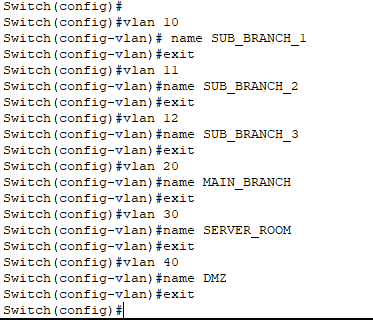 Switch(config)#
Switch(config)#vlan 10
Switch(config-vlan)# name SUB_BRANCH_1
Switch(config-vlan)#exit
Switch(config)#vlan 11
Switch(config-vlan)#name SUB_BRANCH_2
Switch(config-vlan)#exit
Switch(config)#vlan 12
Switch(config-vlan)#name SUB_BRANCH_3
Switch(config-vlan)#exit
Switch(config)#vlan 20
Switch(config-vlan)#name MAIN_BRANCH
Switch(config-vlan)#exit
Switch(config)#vlan 30
Switch(config-vlan)#name SERVER_ROOM
Switch(config-vlan)#exit
Switch(config)#vlan 40
Switch(config-vlan)#name DMZ
Switch(config-vlan)#exit
Switch(config)#